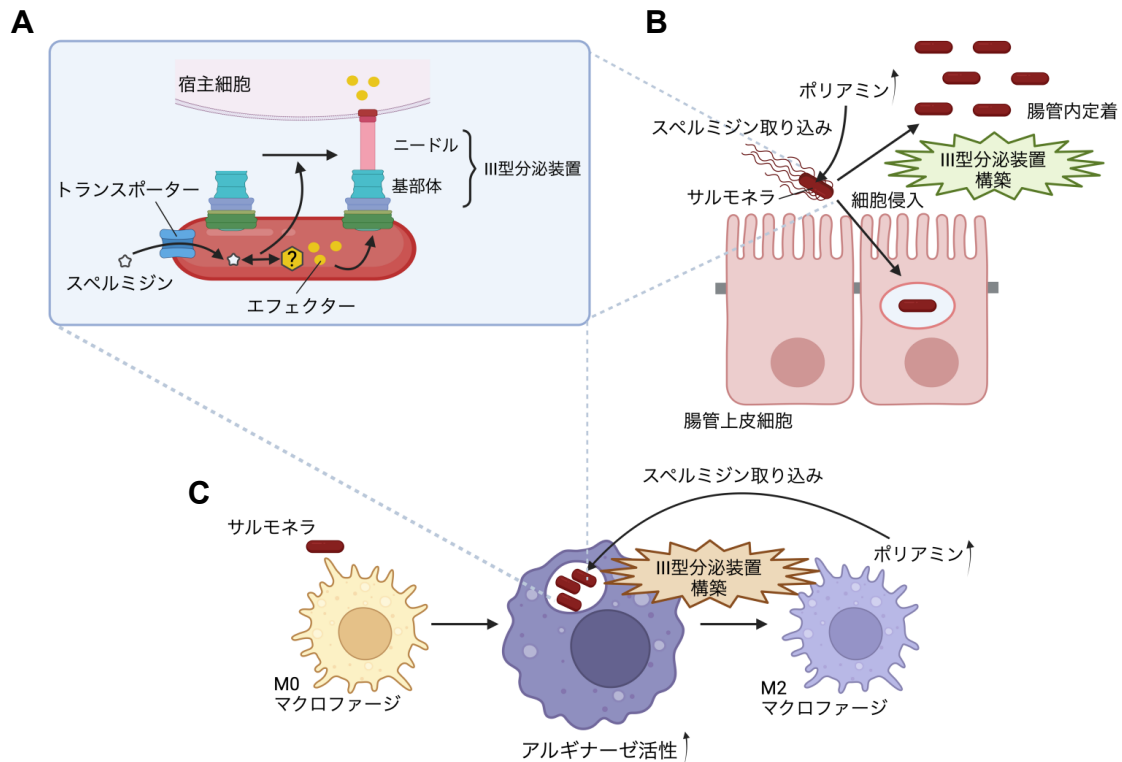 A
宿主細胞
ニードル
基部体
III型分泌装置
トランスポーター
スペルミジン
?
エフェクター
B
ポリアミン
スペルミジン取り込み
腸管内定着
III型分泌装置
構築
サルモネラ
細胞侵入
腸管上皮細胞
C
スペルミジン取り込み
サルモネラ
ポリアミン
III型分泌装置
構築
M0
マクロファージ
M2
マクロファージ
アルギナーゼ活性